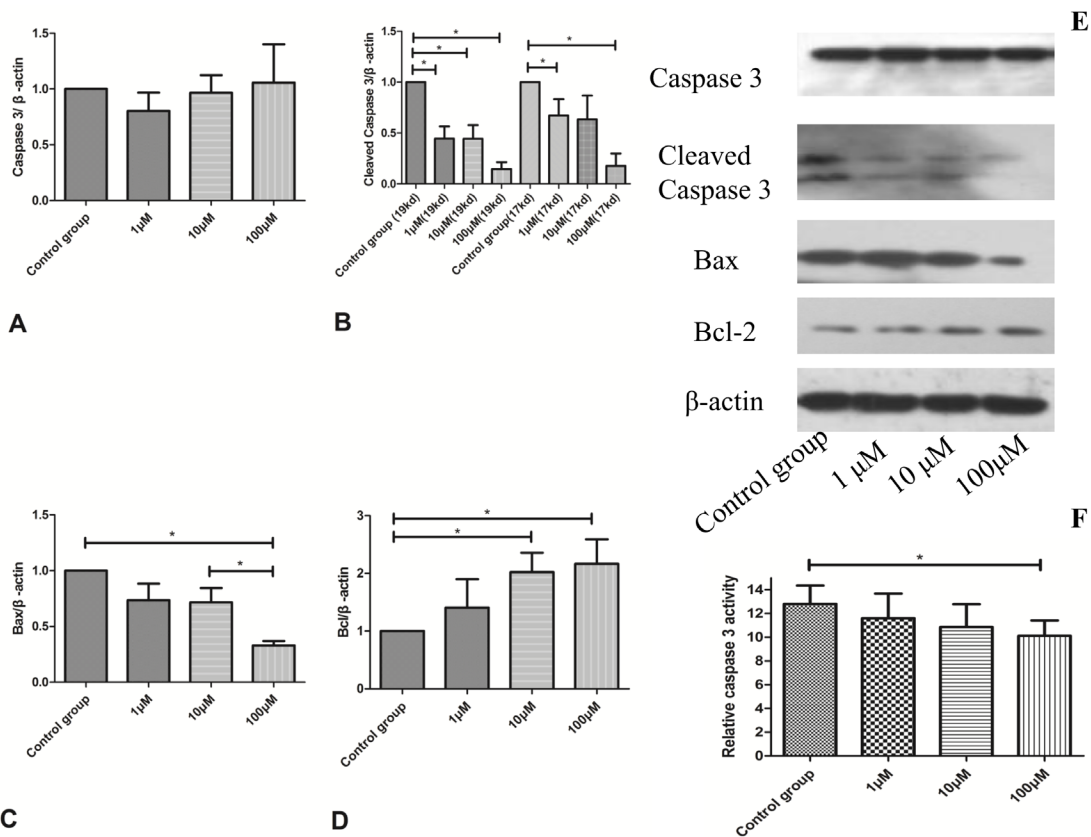 Caspase 3/ β -actin
1.5
1.0
0.5
0.0
Control group
1μM
10μM
100μM
A
Cleaved Caspase 3/β -actin
1.5
1.0
0.5
0.0
*
*
*
*
*
Control group (19kd)
1μM(19kd)
10μM(19kd)
100μM(19kd)
Control group(17kd)
1μM(17kd)
10μM(17kd)
100μM(17kd)
B
E
Caspase 3
Cleaved
Caspase 3
Bax
Bcl-2
β-actin
Control group
1 μM
10 μM
100μM
Bax/β -actin
1.5
1.0
0.5
0.0
*
*
Control group
1μM
10μM
100μM
C
Bcl/β -actin
3
2
1
0
*
*
Control group
1μM
10μM
100μM
D
F
Relative caspase 3 activity
14
12
10
12
8
6
4
2
0
*
Control group
1μM
10μM
100μM